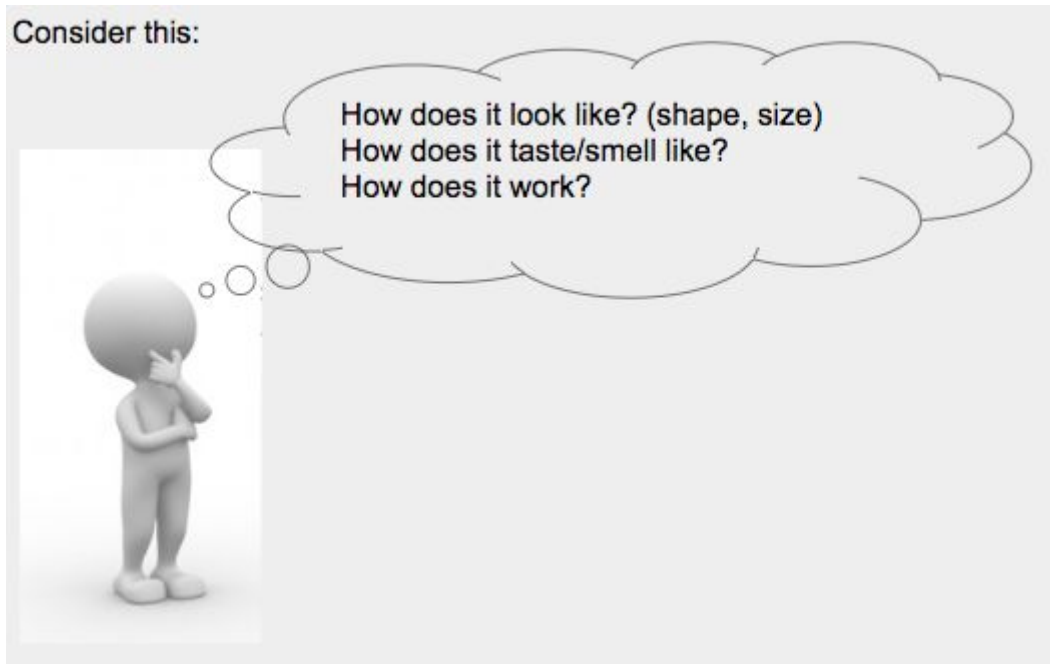 Consider this:
How does it look like? (shape, size)
How does it taste/smell like?
How does it work?